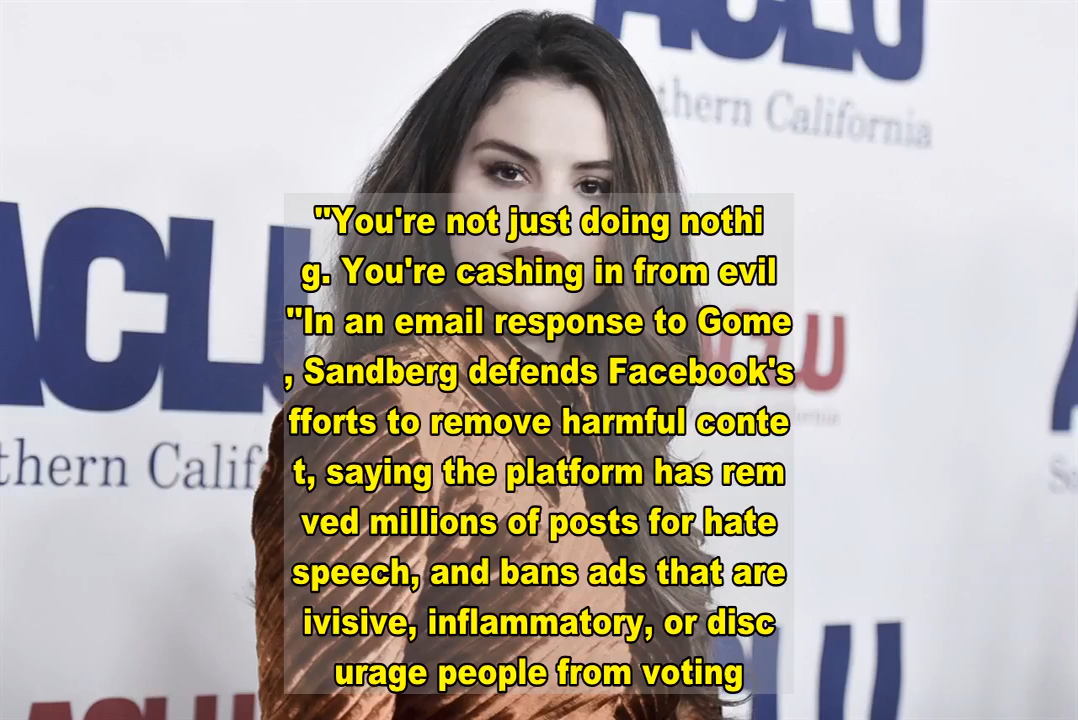 ACLU
thern California
"You're not just doing nothi
g. You're cashing in from evil
"In an email response to Gome
, Sandberg defends Facebook's
fforts to remove harmful conte
t, saying the platform has rem
ved millions of posts for hate
speech, and bans ads that are
ivisive, inflammatory, or disc
urage people from voting
ACLU
thern Calif
ACLU